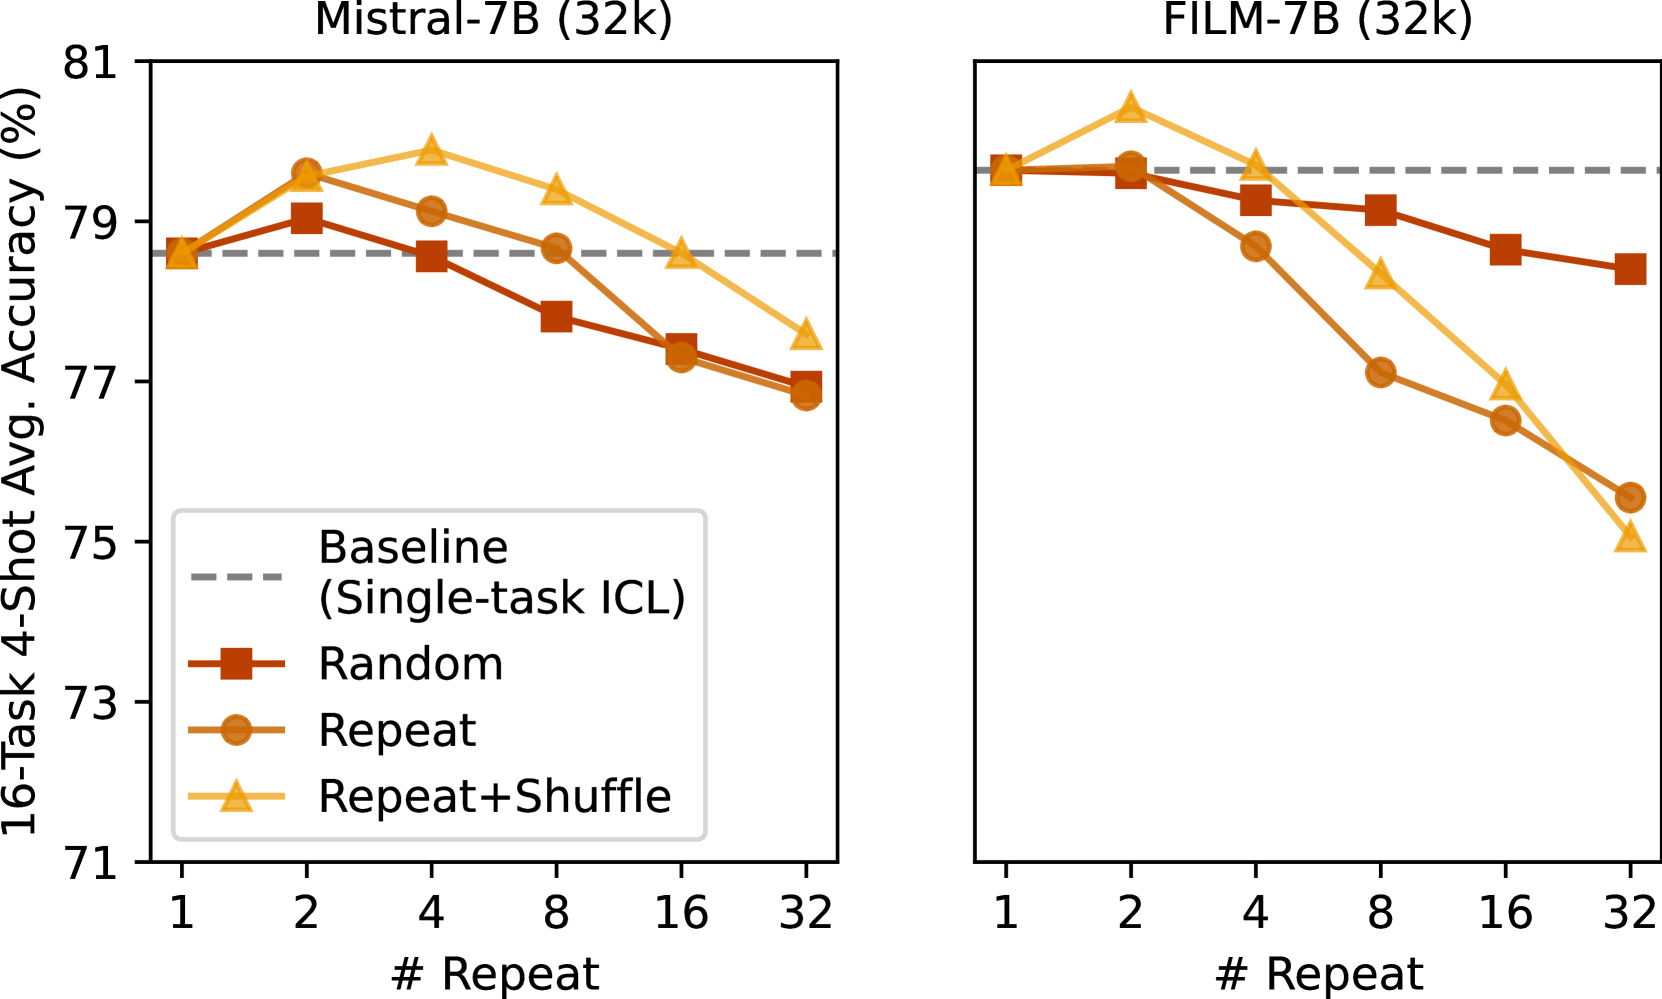 Mistral-7B (32k)
FILM-7B (32k)
16-Task 4-Shot Avg. Accuracy (%)
81
79
77
75
73
71
Baseline
(Single-task ICL)
Random
Repeat
Repeat+Shuffle
1 2 4 8 16 32
1 2 4 8 16 32
# Repeat
# Repeat